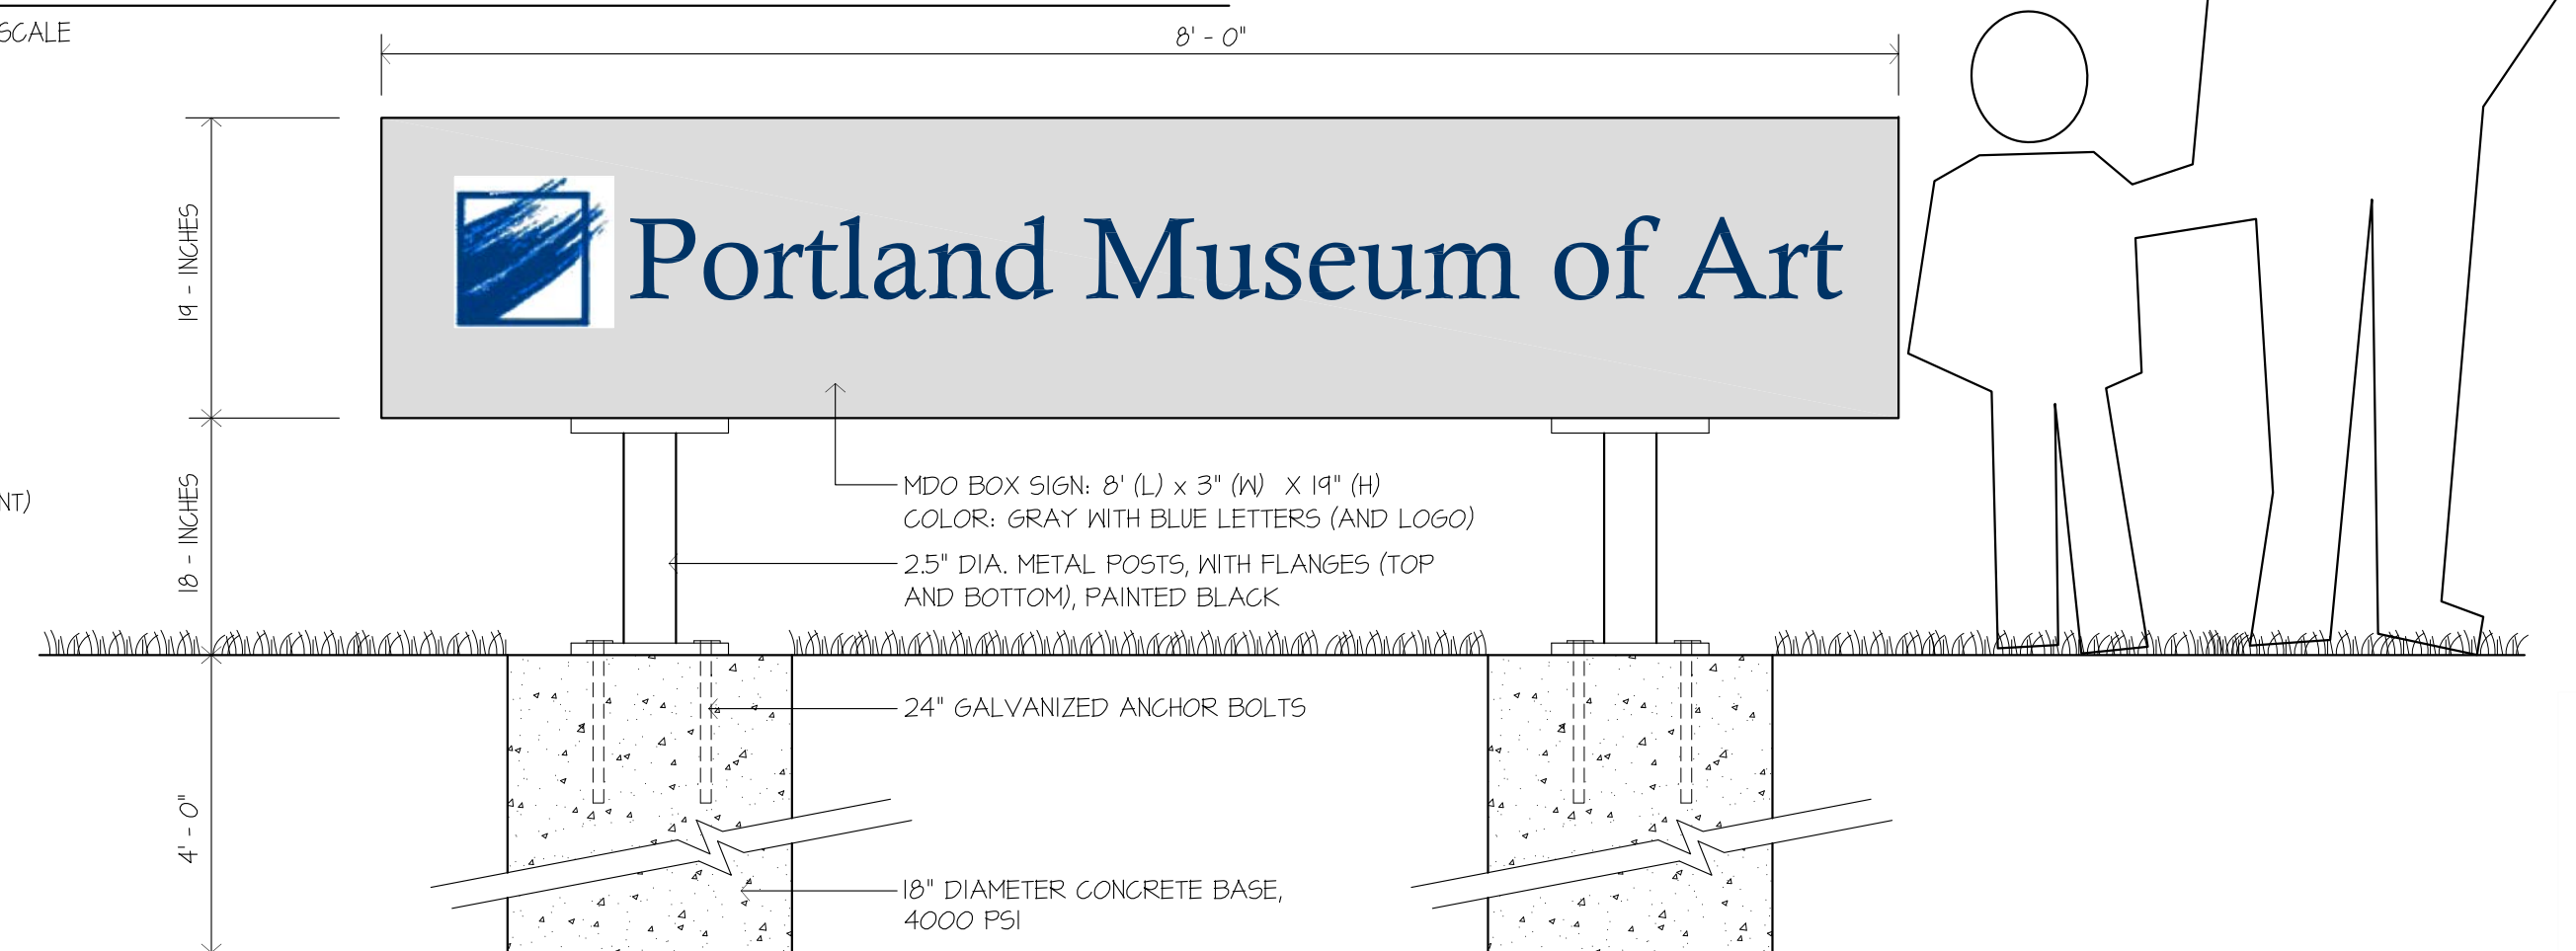 SCALE
8' - 0"
19 - INCHES
Portland Museum of Art
MDO BOX SIGN: 8' (L) x 3" (W) X 19" (H)
COLOR: GRAY WITH BLUE LETTERS (AND LOGO)
NT)
18 - INCHES
2.5" DIA. METAL POSTS, WITH FLANGES (TOP
AND BOTTOM), PAINTED BLACK
24" GALVANIZED ANCHOR BOLTS
4' - 0"
18" DIAMETER CONCRETE BASE,
4000 PSI